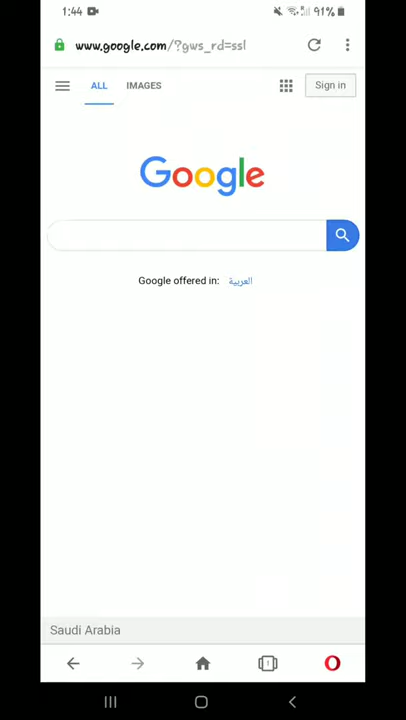 1:44 91%
www.google.com/?gws_rd=ssl
ALL IMAGES Sign in
Google
Google offered in: العربية
Saudi Arabia